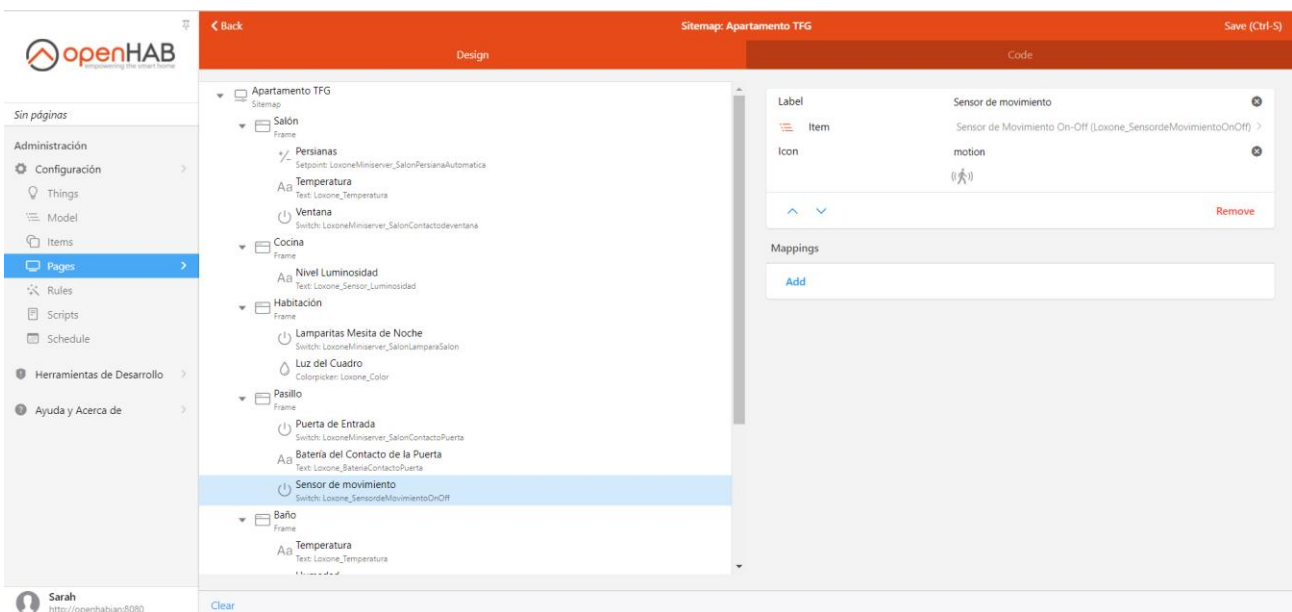 openHAB
empowering the smart home
Sin páginas
Administración
Configuración
Things
Model
Items
Pages
Rules
Scripts
Schedule
Herramientas de Desarrollo
Ayuda y Acerca de
Sarah
http://openhabian:8080
Back
Sitemap: Apartamento TFG
Save (Ctrl-S)
Design
Code
Apartamento TFG
Sitemap
Salón
Frame
Persianas
Setpoint: LoxoneMiniserver_SalonPersianaAutomatica
Aa Temperatura
Text: Loxone_Temperatura
Ventana
Switch: LoxoneMiniserver_SalonContactodeventana
Cocina
Frame
Aa Nivel Luminosidad
Text: Loxone_Sensor_Luminosidad
Habitación
Frame
Lamparitas Mesita de Noche
Switch: LoxoneMiniserver_SalonLamparaSalon
Luz del Cuadro
Colorpicker: Loxone_Color
Pasillo
Frame
Puerta de Entrada
Switch: LoxoneMiniserver_SalonContactoPuerta
Aa Batería del Contacto de la Puerta
Text: Loxone_BateriaContactoPuerta
Sensor de movimiento
Switch: Loxone_SensordeMovimientoOnOff
Baño
Frame
Aa Temperatura
Text: Loxone_Temperatura
Clear
Label Sensor de movimiento
Item Sensor de Movimiento On-Off (Loxone_SensordeMovimientoOnOff)
Icon motion
Remove
Mappings
Add